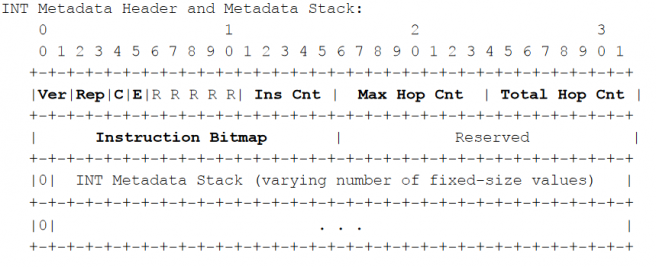 INT Metadata Header and Metadata Stack:
0 1 2 3
0 1 2 3 4 5 6 7 8 9 0 1 2 3 4 5 6 7 8 9 0 1 2 3 4 5 6 7 8 9 0 1
+-+-+-+-+-+-+-+-+-+-+-+-+-+-+-+-+-+-+-+-+-+-+-+-+-+-+-+-+-+-+-+-+
|Ver|Rep|C|E|R R R R R| Ins Cnt | Max Hop Cnt | Total Hop Cnt |
+-+-+-+-+-+-+-+-+-+-+-+-+-+-+-+-+-+-+-+-+-+-+-+-+-+-+-+-+-+-+-+-+
| Instruction Bitmap | Reserved |
+-+-+-+-+-+-+-+-+-+-+-+-+-+-+-+-+-+-+-+-+-+-+-+-+-+-+-+-+-+-+-+-+
|0| INT Metadata Stack (varying number of fixed-size values) |
+-+-+-+-+-+-+-+-+-+-+-+-+-+-+-+-+-+-+-+-+-+-+-+-+-+-+-+-+-+-+-+-+
|0| . . . |
+-+-+-+-+-+-+-+-+-+-+-+-+-+-+-+-+-+-+-+-+-+-+-+-+-+-+-+-+-+-+-+-+